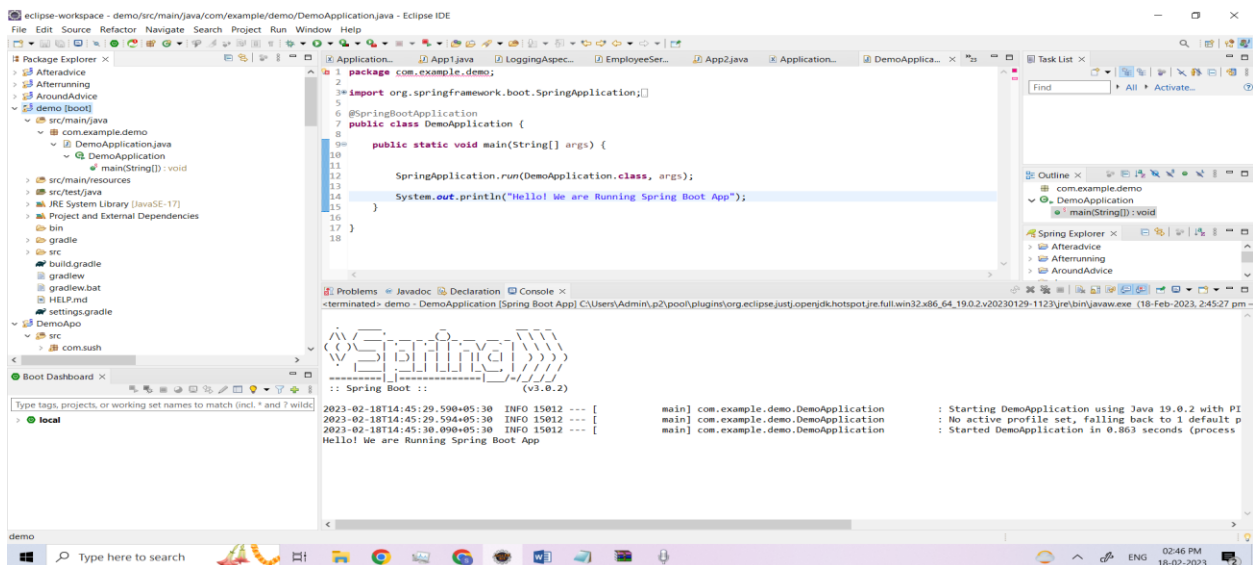 eclipse-workspace - demo/src/main/java/com/example/demo/DemoApplication.java - Eclipse IDE
File Edit Source Refactor Navigate Search Project Run Window Help
Package Explorer
Afteradvice
Afterrunning
AroundAdvice
demo [boot]
src/main/java
com.example.demo
DemoApplication.java
DemoApplication
main(String[]) : void
src/main/resources
src/test/java
JRE System Library [JavaSE-17]
Project and External Dependencies
bin
gradle
src
build.gradle
gradlew
gradlew.bat
HELP.md
settings.gradle
DemoApo
src
com.sush
Boot Dashboard
Type tags, projects, or working set names to match (incl. * and ? wildc
local
Application... App1.java LoggingAspec... EmployeeSer... App2.java Application... DemoApplica... »23
1 package com.example.demo;
2
3 import org.springframework.boot.SpringApplication;
5
6 @SpringBootApplication
7 public class DemoApplication {
8
9 public static void main(String[] args) {
10
11
12 SpringApplication.run(DemoApplication.class, args);
13
14 System.out.println("Hello! We are Running Spring Boot App");
15 }
16
17 }
18
Task List
Find All Activate...
Outline
com.example.demo
DemoApplication
main(String[]) : void
Spring Explorer
Afteradvice
Afterrunning
AroundAdvice
Problems Javadoc Declaration Console
<terminated> demo - DemoApplication [Spring Boot App] C:\Users\Admin\.p2\pool\plugins\org.eclipse.justj.openjdk.hotspot.jre.full.win32.x86_64_19.0.2.v20230129-1123\jre\bin\javaw.exe (18-Feb-2023, 2:45:27 pm –
Spring
:: Spring Boot :: (v3.0.2)
2023-02-18T14:45:29.590+05:30 INFO 15012 --- [ main] com.example.demo.DemoApplication : Starting DemoApplication using Java 19.0.2 with PI
2023-02-18T14:45:29.594+05:30 INFO 15012 --- [ main] com.example.demo.DemoApplication : No active profile set, falling back to 1 default p
2023-02-18T14:45:30.090+05:30 INFO 15012 --- [ main] com.example.demo.DemoApplication : Started DemoApplication in 0.863 seconds (process
Hello! We are Running Spring Boot App
demo
Type here to search
ENG
02:46 PM
18-02-2023